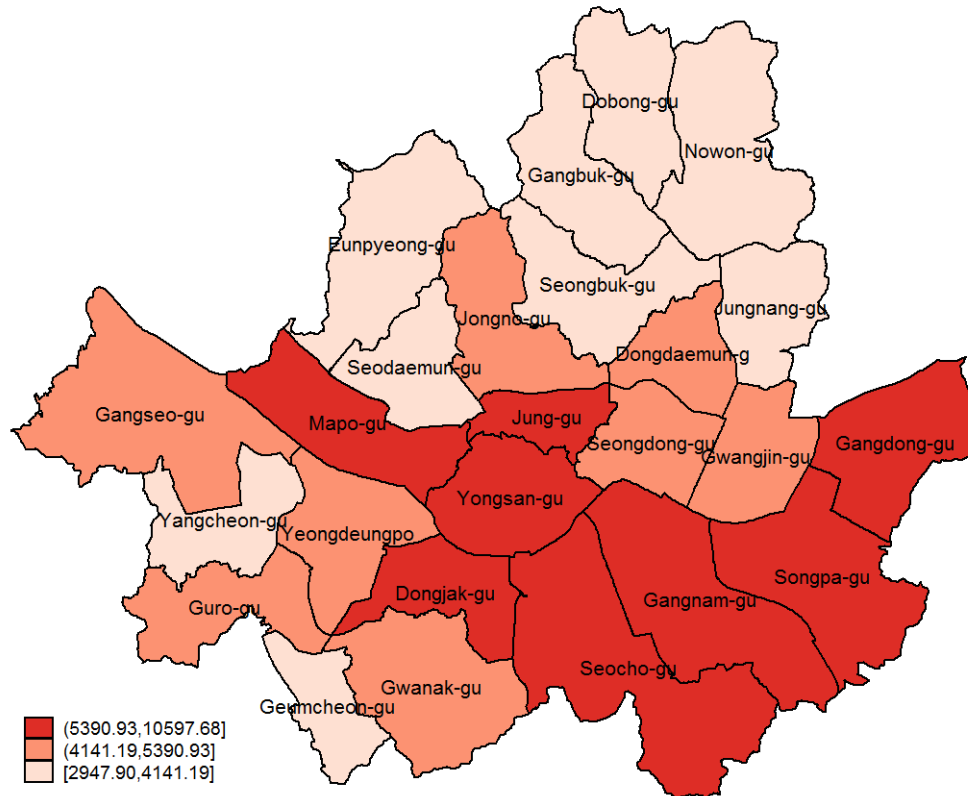 Dobong-gu
Nowon-gu
Gangbuk-gu
Eunpyeong-gu
Seongbuk-gu
Jungnang-gu
Jongno-gu
Dongdaemun-g
Seodaemun-gu
Gangseo-gu
Mapo-gu
Jung-gu
Seongdong-gu
Gwangjin-gu
Gangdong-gu
Yongsan-gu
Yangcheon-gu
Yeongdeungpo
Songpa-gu
Dongjak-gu
Guro-gu
Gangnam-gu
Seocho-gu
Gwanak-gu
Geumcheon-gu
(5390.93,10597.68]
(4141.19,5390.93]
[2947.90,4141.19]